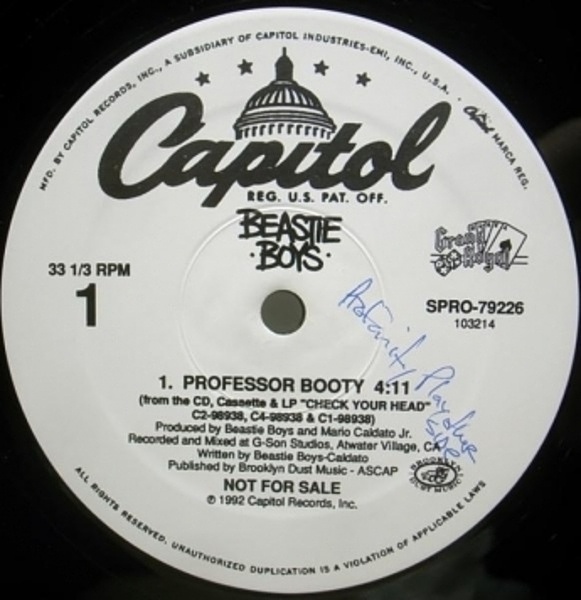 MFD. BY CAPITOL RECORDS, INC., A SUBSIDIARY OF CAPITOL INDUSTRIES-EMI, INC., U.S.A. · Capitol MARCA REG.
Capitol
REG. U.S. PAT. OFF.
BEASTIE
·BOYS·
Grand
Royal
33 1/3 RPM
1
SPRO-79226
103214
1. PROFESSOR BOOTY 4:11
(from the CD, Cassette & LP "CHECK YOUR HEAD"
C2-98938, C4-98938 & C1-98938)
Produced by Beastie Boys and Mario Caldato Jr.
Recorded and Mixed at G-Son Studios, Atwater Village, CA
Written by Beastie Boys-Caldato
Published by Brooklyn Dust Music - ASCAP
NOT FOR SALE
℗ 1992 Capitol Records, Inc.
BROOKLYN
DUST MUSIC
Play
side
ALL RIGHTS RESERVED. UNAUTHORIZED DUPLICATION IS A VIOLATION OF APPLICABLE LAWS